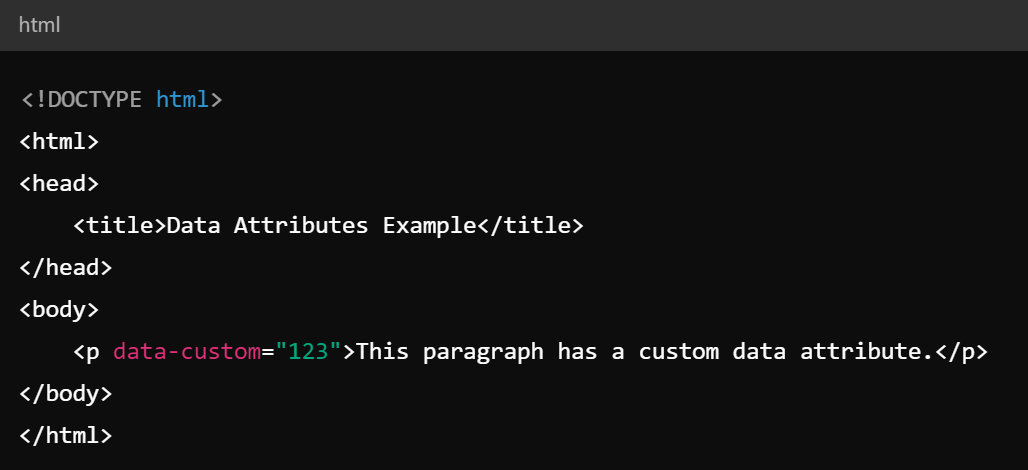 html
<!DOCTYPE html>
<html>
<head>
    <title>Data Attributes Example</title>
</head>
<body>
    <p data-custom="123">This paragraph has a custom data attribute.</p>
</body>
</html>